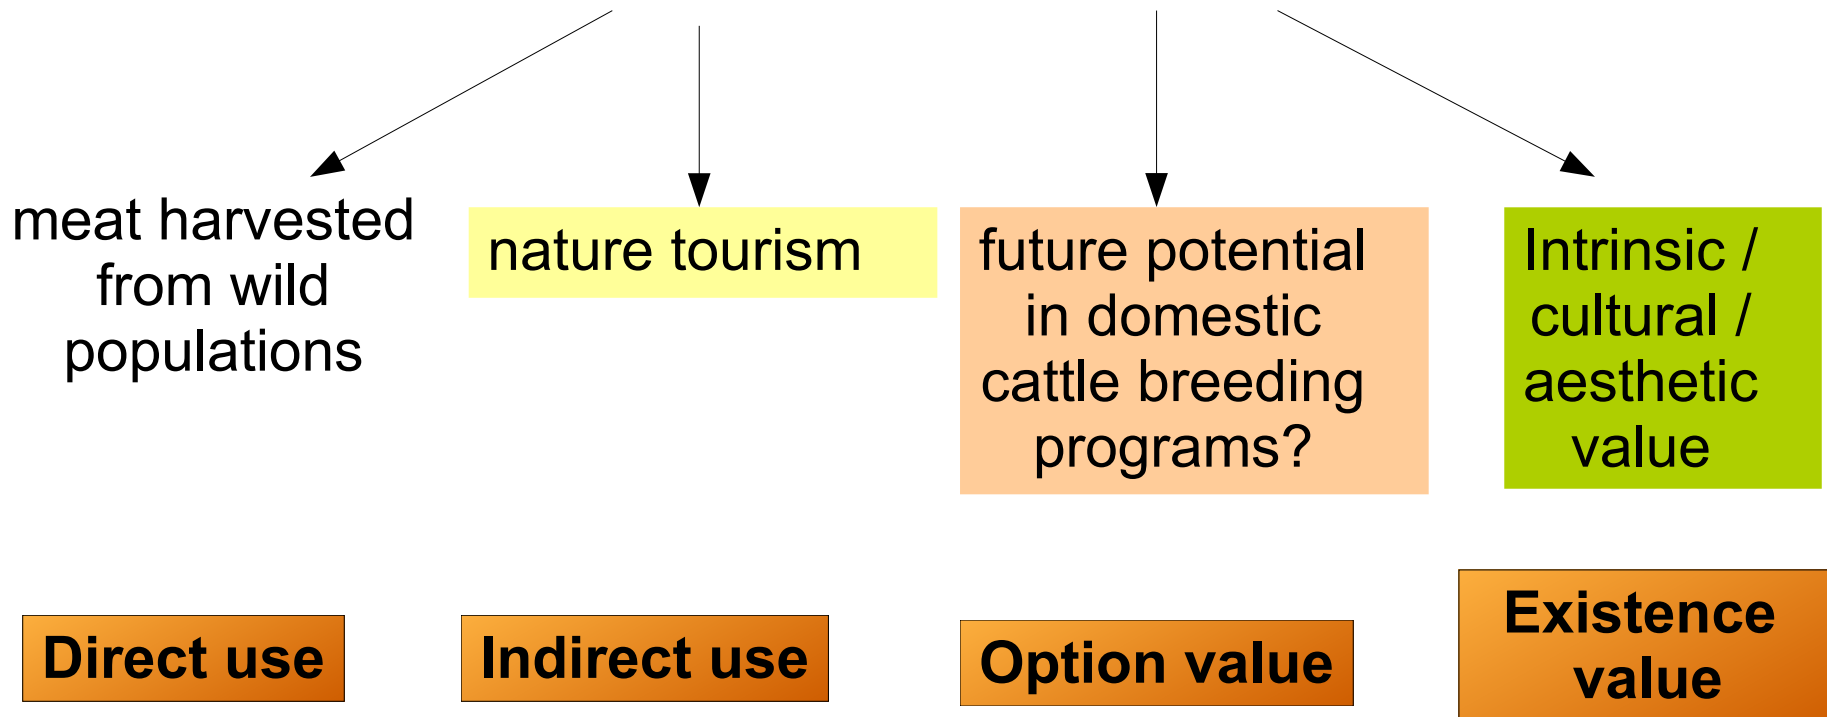 meat harvested
from wild
populations
nature tourism
future potential
in domestic
cattle breeding
programs?
Intrinsic /
cultural /
aesthetic
value
Direct use
Indirect use
Option value
Existence
value